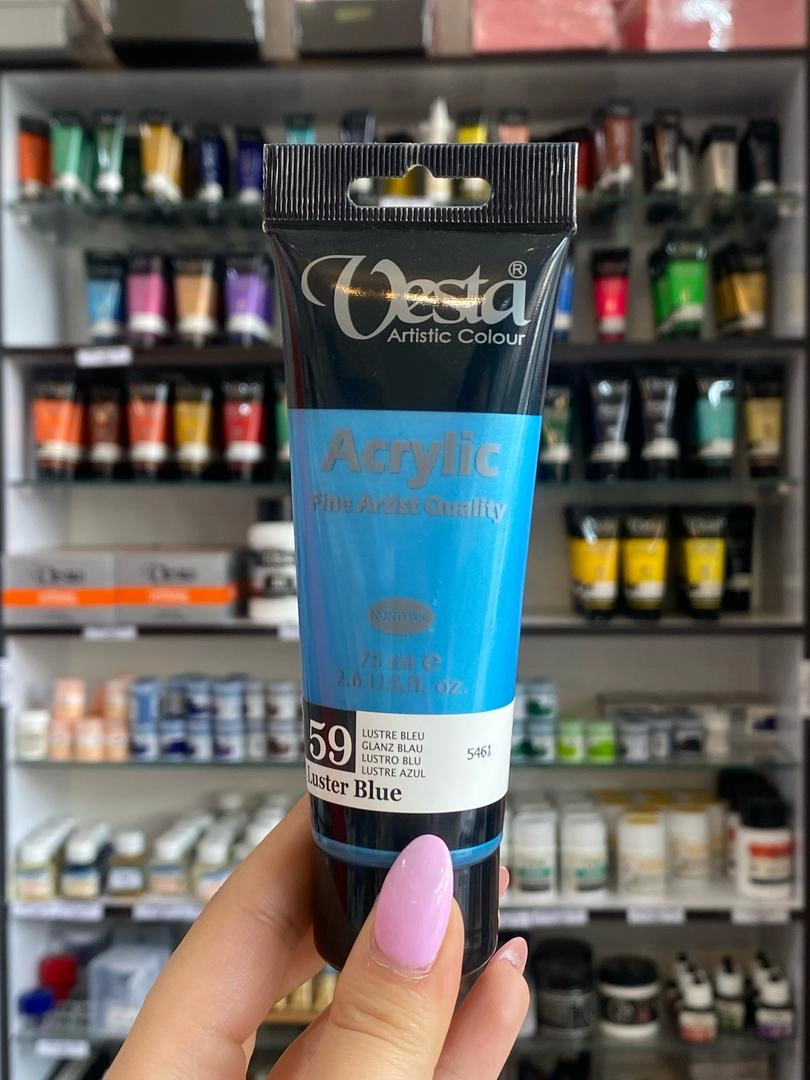 Vesta®
Artistic Colour
Acrylic
Fine Artist Quality
NONTOXIC
75 ml ℮
2.6 U.S.fl. oz.
59
LUSTRE BLEU
GLANZ BLAU
LUSTRO BLU
LUSTRE AZUL
5461
Luster Blue